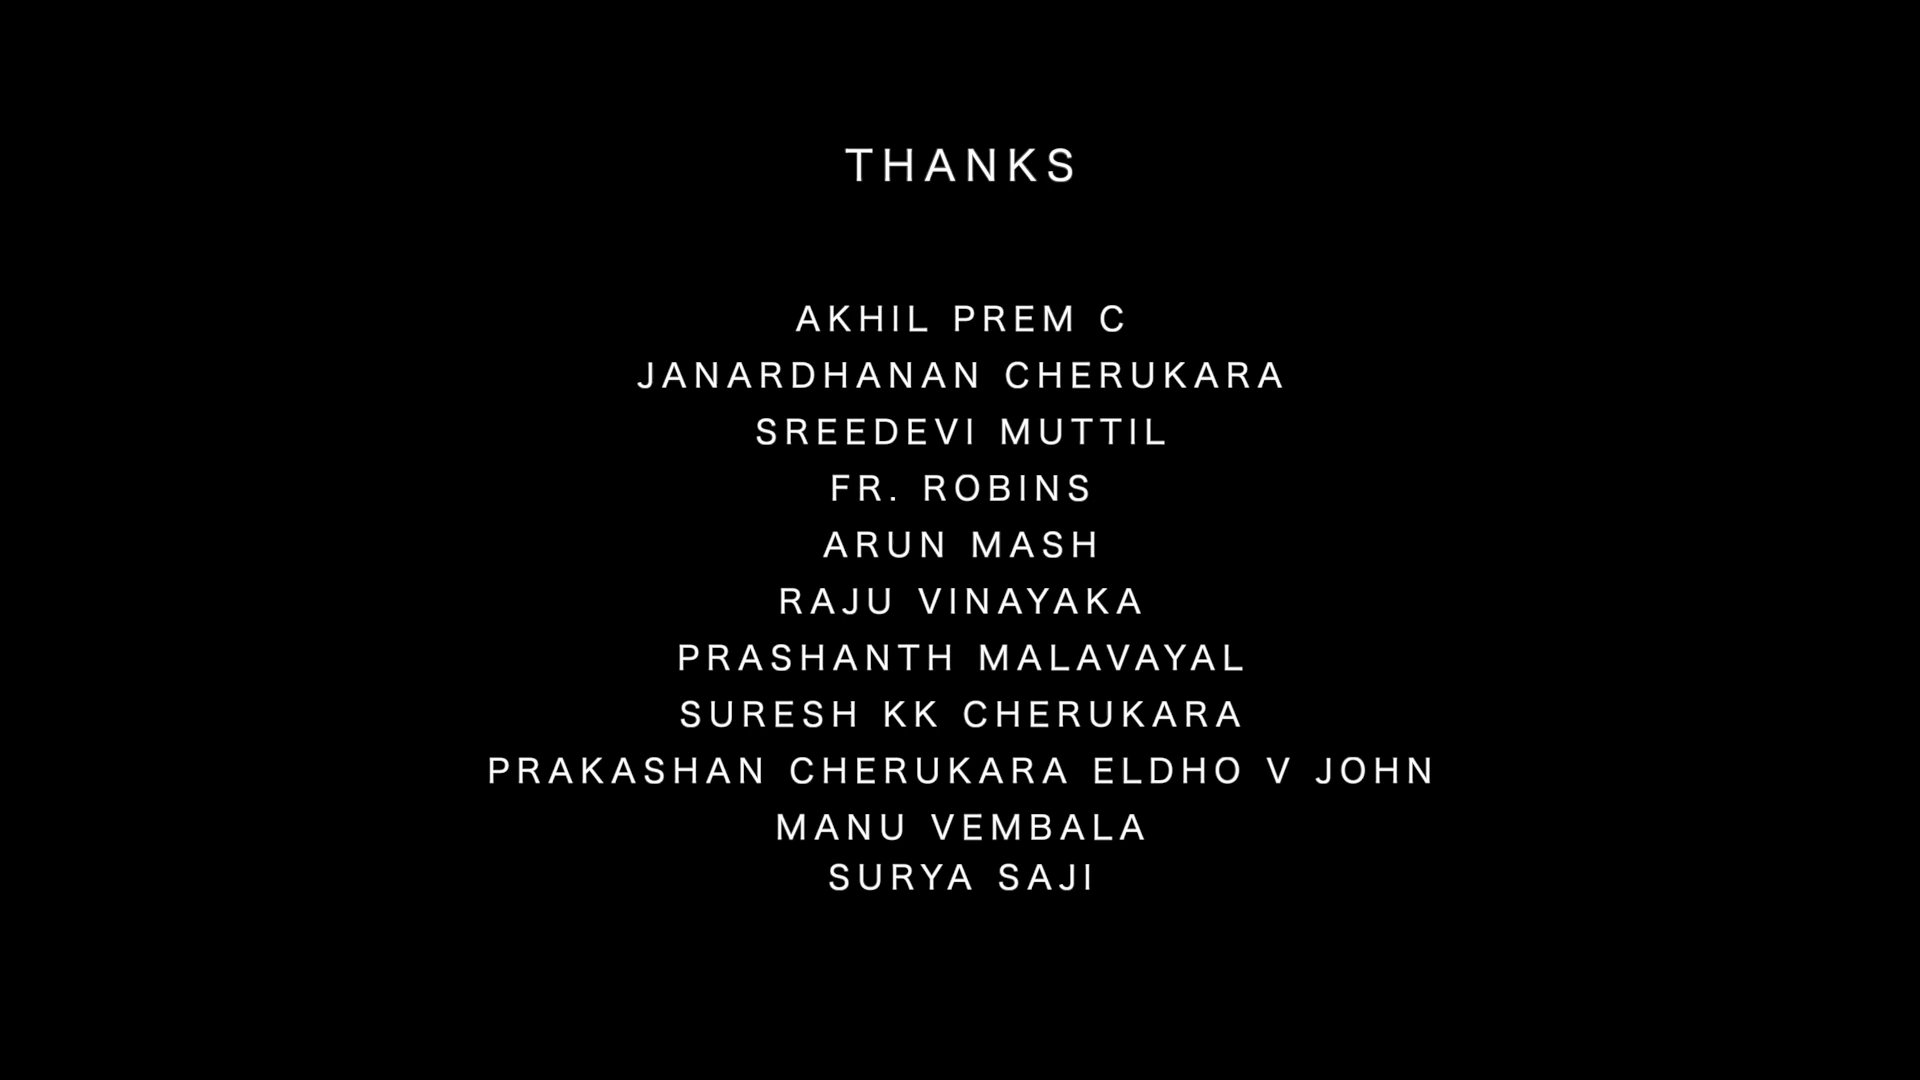 THANKS
AKHIL PREM C
JANARDHANAN CHERUKARA
SREEDEVI MUTTIL
FR. ROBINS
ARUN MASH
RAJU VINAYAKA
PRASHANTH MALAVAYAL
SURESH KK CHERUKARA
PRAKASHAN CHERUKARA ELDHO V JOHN
MANU VEMBALA
SURYA SAJI